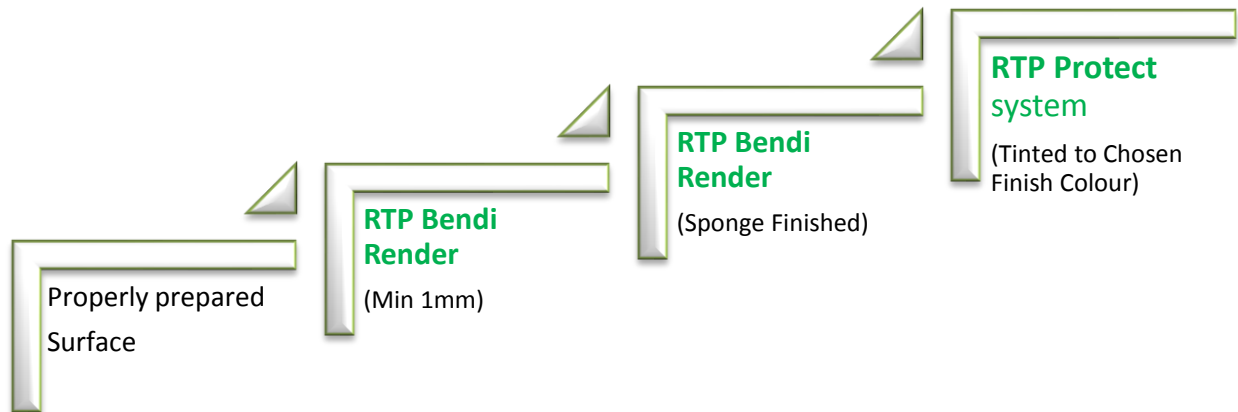 Properly prepared
Surface
RTP Bendi
Render
(Min 1mm)
RTP Bendi
Render
(Sponge Finished)
RTP Protect
system
(Tinted to Chosen
Finish Colour)